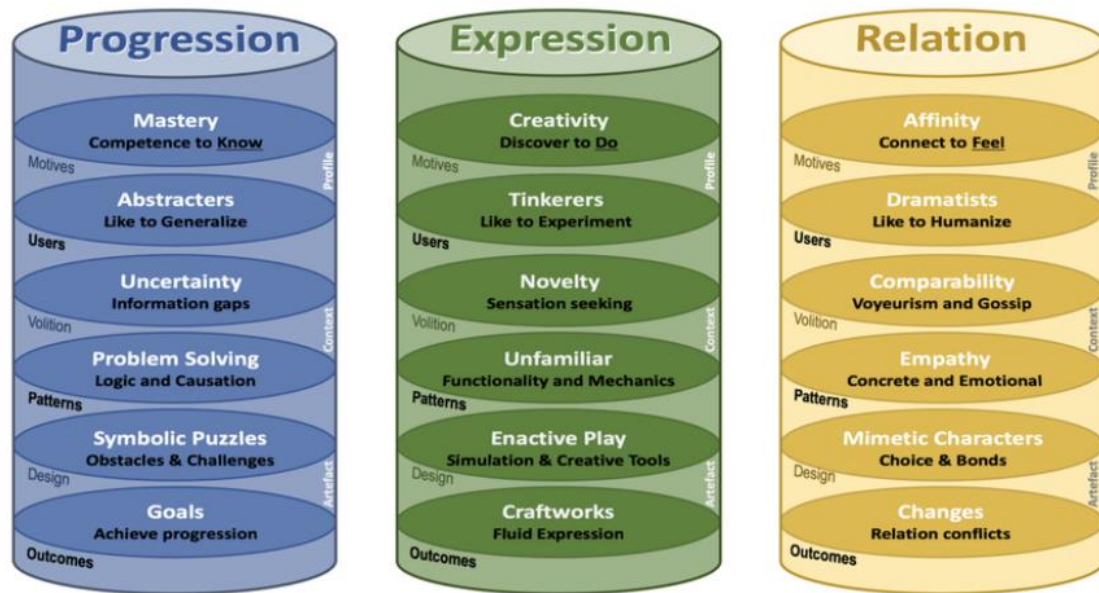 Progression
Mastery
Competence to Know
Motives
Profile
Abstracters
Like to Generalize
Users
Uncertainty
Information gaps
Volition
Context
Problem Solving
Logic and Causation
Patterns
Symbolic Puzzles
Obstacles & Challenges
Design
Artefact
Goals
Achieve progression
Outcomes
Expression
Creativity
Discover to Do
Motives
Profile
Tinkerers
Like to Experiment
Users
Novelty
Sensation seeking
Volition
Context
Unfamiliar
Functionality and Mechanics
Patterns
Enactive Play
Simulation & Creative Tools
Design
Artefact
Craftworks
Fluid Expression
Outcomes
Relation
Affinity
Connect to Feel
Motives
Profile
Dramatists
Like to Humanize
Users
Comparability
Voyeurism and Gossip
Volition
Context
Empathy
Concrete and Emotional
Patterns
Mimetic Characters
Choice & Bonds
Design
Artefact
Changes
Relation conflicts
Outcomes